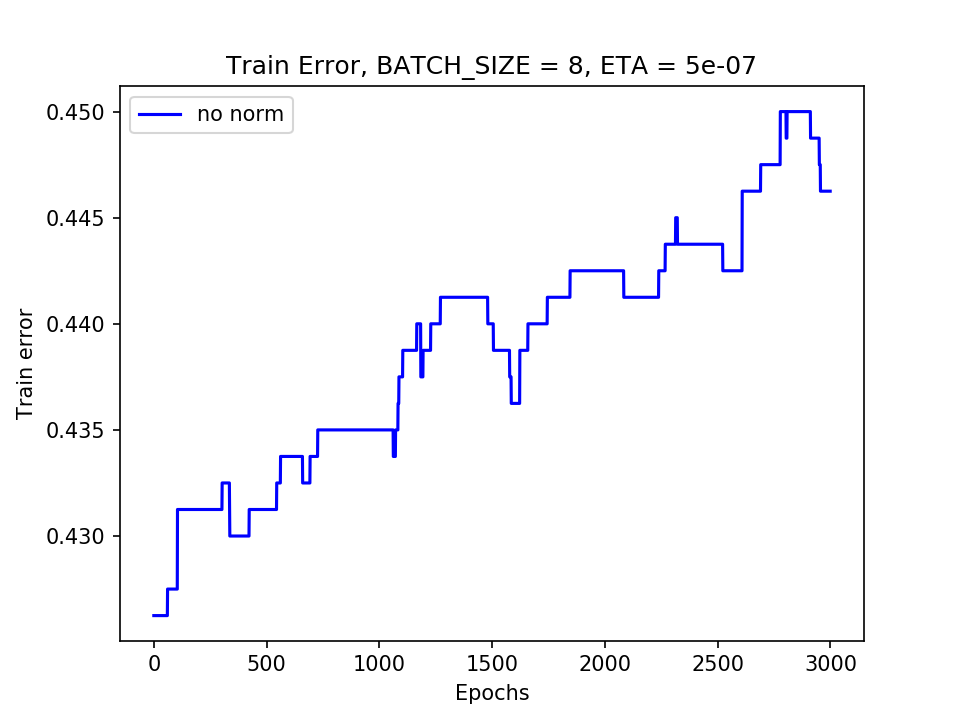 Train Error, BATCH_SIZE = 8, ETA = 5e-07
no norm
0.450
0.445
0.440
0.435
0.430
Train error
0 500 1000 1500 2000 2500 3000
Epochs